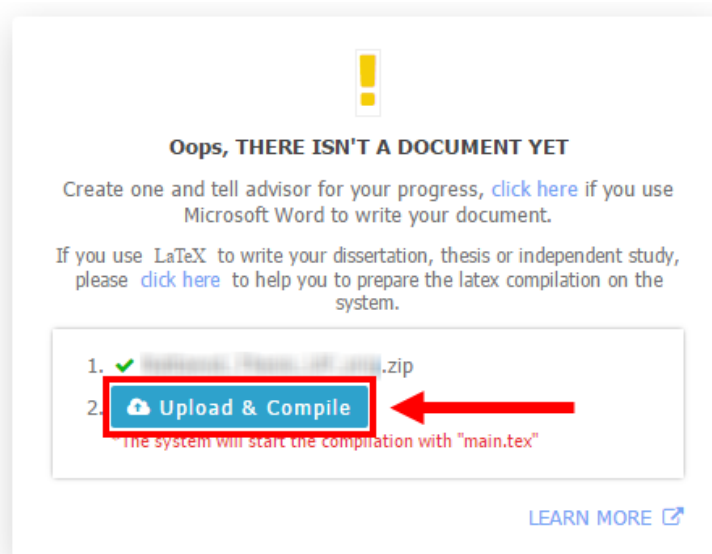 Oops, THERE ISN'T A DOCUMENT YET
Create one and tell advisor for your progress, click here if you use
Microsoft Word to write your document.
If you use LaTeX to write your dissertation, thesis or independent study,
please click here to help you to prepare the latex compilation on the
system.
1. .zip
2. Upload & Compile
*The system will start the compilation with "main.tex"
LEARN MORE